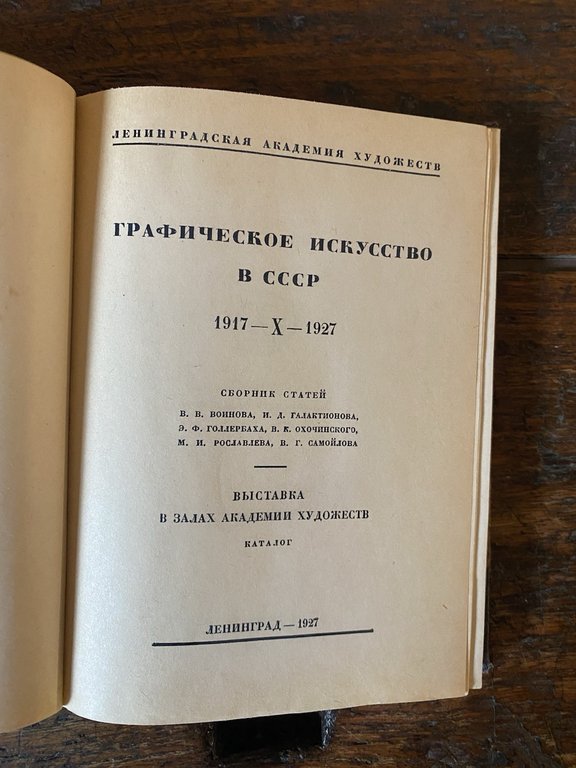 ЛЕНИНГРАДСКАЯ АКАДЕМИЯ ХУДОЖЕСТВ
ГРАФИЧЕСКОЕ ИСКУССТВО
В СССР
1917—X—1927
СБОРНИК СТАТЕЙ
В. В. ВОИНОВА, И. Д. ГАЛАКТИОНОВА,
Э. Ф. ГОЛЛЕРБАХА, В. К. ОХОЧИНСКОГО,
М. И. РОСЛАВЛЕВА, В. Г. САМОЙЛОВА
ВЫСТАВКА
В ЗАЛАХ АКАДЕМИИ ХУДОЖЕСТВ
КАТАЛОГ
ЛЕНИНГРАД—1927